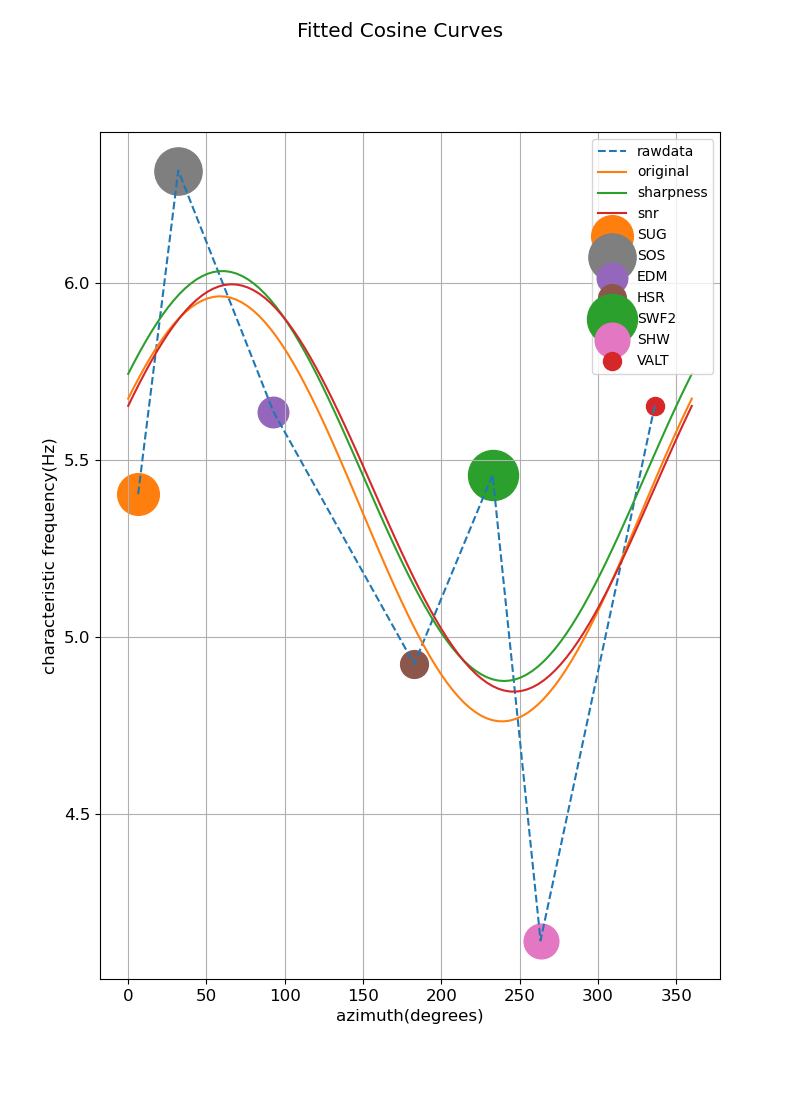 Fitted Cosine Curves
rawdata
original
sharpness
snr
SUG
SOS
EDM
HSR
SWF2
SHW
VALT
6.0
5.5
5.0
4.5
characteristic frequency(Hz)
0 50 100 150 200 250 300 350
azimuth(degrees)